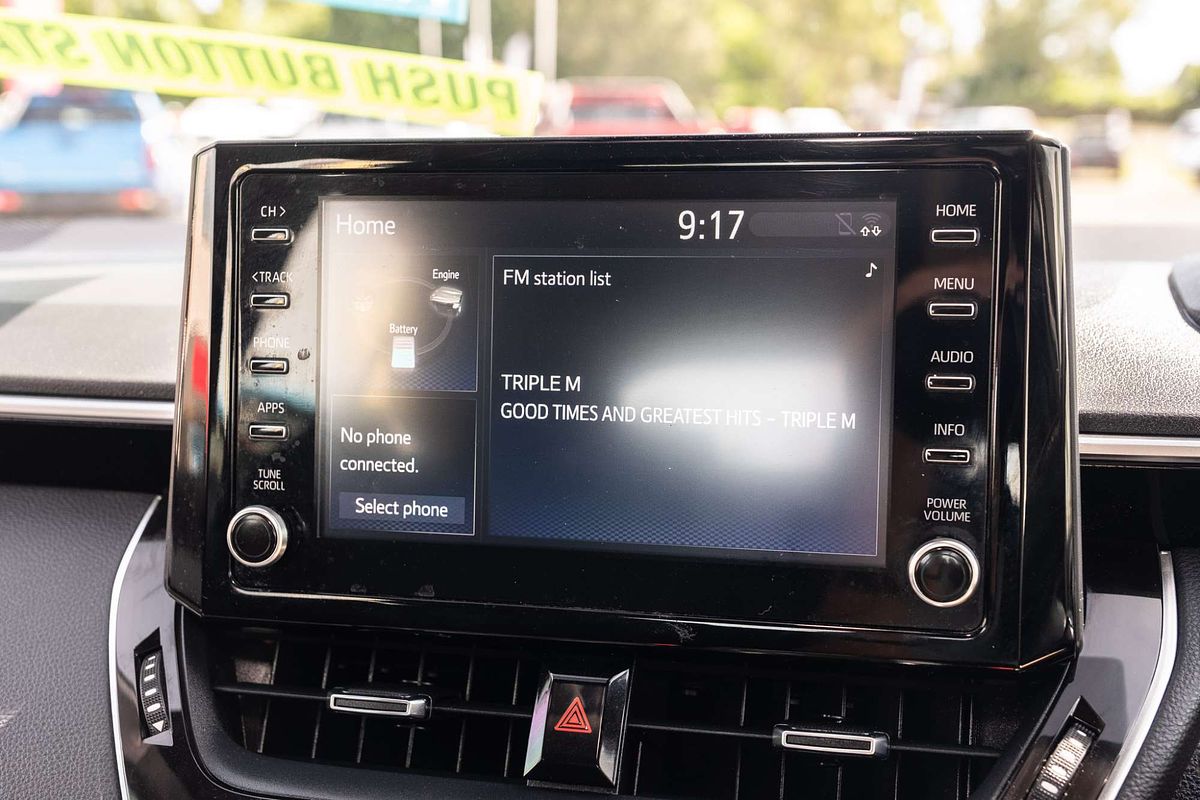 PUSH BUTTON STA
CH >
< TRACK
PHONE
APPS
TUNE
SCROLL
Home
9:17
Engine
Battery
No phone
connected.
Select phone
FM station list
TRIPLE M
GOOD TIMES AND GREATEST HITS - TRIPLE M
HOME
MENU
AUDIO
INFO
POWER
VOLUME